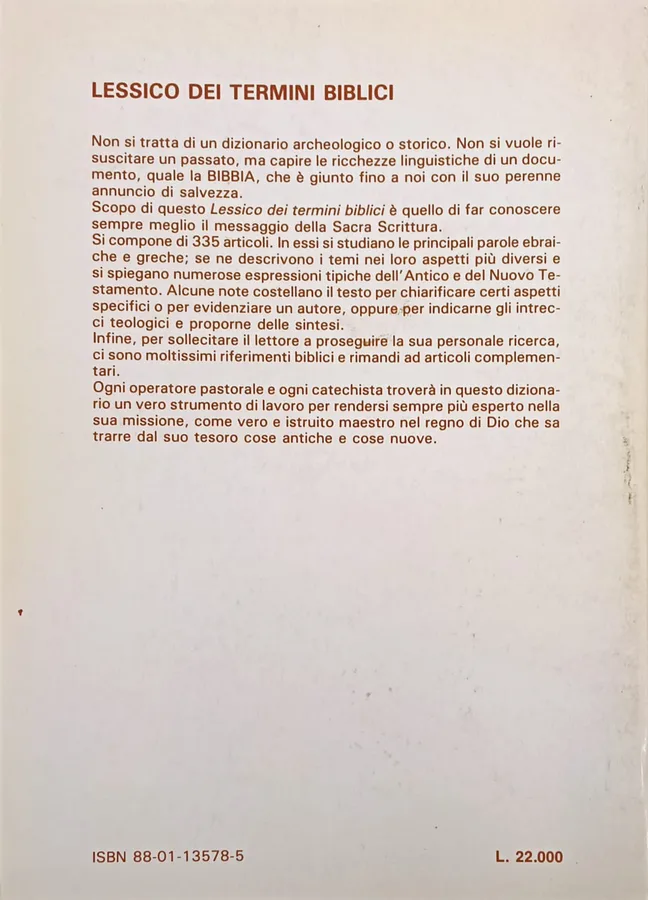 LESSICO DEI TERMINI BIBLICI
Non si tratta di un dizionario archeologico o storico. Non si vuole ri-
suscitare un passato, ma capire le ricchezze linguistiche di un docu-
mento, quale la BIBBIA, che è giunto fino a noi con il suo perenne
annuncio di salvezza.
Scopo di questo Lessico dei termini biblici è quello di far conoscere
sempre meglio il messaggio della Sacra Scrittura.
Si compone di 335 articoli. In essi si studiano le principali parole ebrai-
che e greche; se ne descrivono i temi nei loro aspetti più diversi e
si spiegano numerose espressioni tipiche dell'Antico e del Nuovo Te-
stamento. Alcune note costellano il testo per chiarificare certi aspetti
specifici o per evidenziare un autore, oppure per indicarne gli intrec-
ci teologici e proporne delle sintesi.
Infine, per sollecitare il lettore a proseguire la sua personale ricerca,
ci sono moltissimi riferimenti biblici e rimandi ad articoli complemen-
tari.
Ogni operatore pastorale e ogni catechista troverà in questo diziona-
rio un vero strumento di lavoro per rendersi sempre più esperto nella
sua missione, come vero e istruito maestro nel regno di Dio che sa
trarre dal suo tesoro cose antiche e cose nuove.
ISBN 88-01-13578-5
L. 22.000